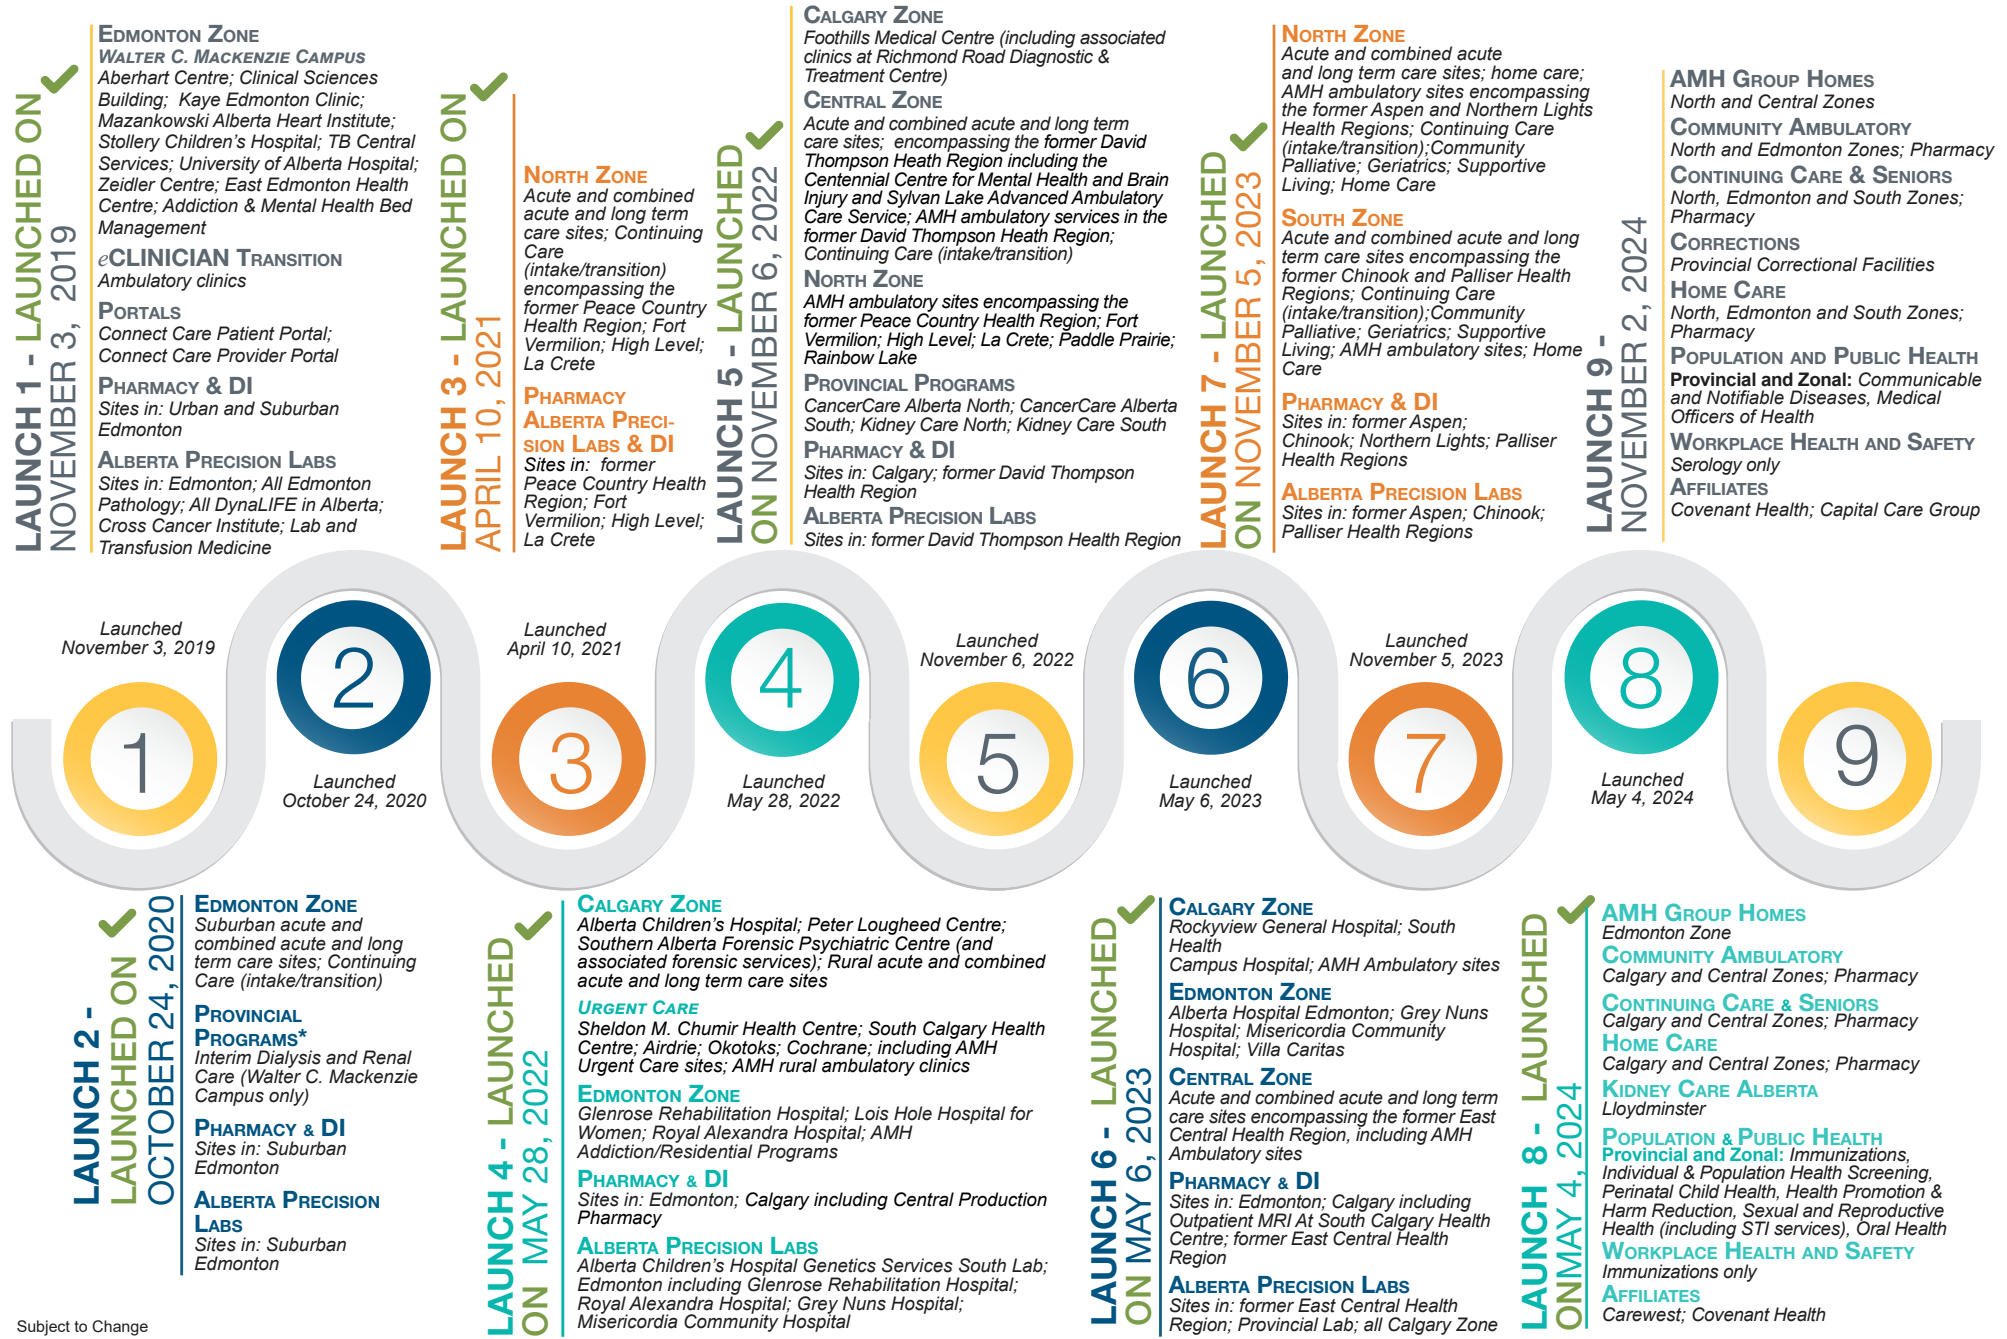 LAUNCH 1 - LAUNCHED ON
NOVEMBER 3, 2019
EDMONTON ZONE
WALTER C. MACKENZIE CAMPUS
Aberhart Centre; Clinical Sciences
Building; Kaye Edmonton Clinic;
Mazankowski Alberta Heart Institute;
Stollery Children's Hospital; TB Central
Services; University of Alberta Hospital;
Zeidler Centre; East Edmonton Health
Centre; Addiction & Mental Health Bed
Management
eCLINICIAN TRANSITION
Ambulatory clinics
PORTALS
Connect Care Patient Portal;
Connect Care Provider Portal
PHARMACY & DI
Sites in: Urban and Suburban
Edmonton
ALBERTA PRECISION LABS
Sites in: Edmonton; All Edmonton
Pathology; All DynaLIFE in Alberta;
Cross Cancer Institute; Lab and
Transfusion Medicine
LAUNCH 3 - LAUNCHED ON
APRIL 10, 2021
NORTH ZONE
Acute and combined
acute and long term
care sites; Continuing
Care
(intake/transition)
encompassing the
former Peace Country
Health Region; Fort
Vermilion; High Level;
La Crete
PHARMACY
ALBERTA PRECI-
SION LABS & DI
Sites in: former
Peace Country Health
Region; Fort
Vermilion; High Level;
La Crete
LAUNCH 5 - LAUNCHED
ON NOVEMBER 6, 2022
CALGARY ZONE
Foothills Medical Centre (including associated
clinics at Richmond Road Diagnostic &
Treatment Centre)
CENTRAL ZONE
Acute and combined acute and long term
care sites; encompassing the former David
Thompson Heath Region including the
Centennial Centre for Mental Health and Brain
Injury and Sylvan Lake Advanced Ambulatory
Care Service; AMH ambulatory services in the
former David Thompson Heath Region;
Continuing Care (intake/transition)
NORTH ZONE
AMH ambulatory sites encompassing the
former Peace Country Health Region; Fort
Vermilion; High Level; La Crete; Paddle Prairie;
Rainbow Lake
PROVINCIAL PROGRAMS
CancerCare Alberta North; CancerCare Alberta
South; Kidney Care North; Kidney Care South
PHARMACY & DI
Sites in: Calgary; former David Thompson
Health Region
ALBERTA PRECISION LABS
Sites in: former David Thompson Health Region
LAUNCH 7 - LAUNCHED
ON NOVEMBER 5, 2023
NORTH ZONE
Acute and combined acute
and long term care sites; home care;
AMH ambulatory sites encompassing
the former Aspen and Northern Lights
Health Regions; Continuing Care
(intake/transition);Community
Palliative; Geriatrics; Supportive
Living; Home Care
SOUTH ZONE
Acute and combined acute and long
term care sites encompassing the
former Chinook and Palliser Health
Regions; Continuing Care
(intake/transition);Community
Palliative; Geriatrics; Supportive
Living; AMH ambulatory sites; Home
Care
PHARMACY & DI
Sites in: former Aspen;
Chinook; Northern Lights; Palliser
Health Regions
ALBERTA PRECISION LABS
Sites in: former Aspen; Chinook;
Palliser Health Regions
LAUNCH 9 -
NOVEMBER 2, 2024
AMH GROUP HOMES
North and Central Zones
COMMUNITY AMBULATORY
North and Edmonton Zones; Pharmacy
CONTINUING CARE & SENIORS
North, Edmonton and South Zones;
Pharmacy
CORRECTIONS
Provincial Correctional Facilities
HOME CARE
North, Edmonton and South Zones;
Pharmacy
POPULATION AND PUBLIC HEALTH
Provincial and Zonal: Communicable
and Notifiable Diseases, Medical
Officers of Health
WORKPLACE HEALTH AND SAFETY
Serology only
AFFILIATES
Covenant Health; Capital Care Group
Launched
November 3, 2019
1
2
Launched
October 24, 2020
Launched
April 10, 2021
3
4
Launched
May 28, 2022
Launched
November 6, 2022
5
6
Launched
May 6, 2023
Launched
November 5, 2023
7
8
Launched
May 4, 2024
9
LAUNCH 2 -
LAUNCHED ON
OCTOBER 24, 2020
EDMONTON ZONE
Suburban acute and
combined acute and long
term care sites; Continuing
Care (intake/transition)
PROVINCIAL
PROGRAMS*
Interim Dialysis and Renal
Care (Walter C. Mackenzie
Campus only)
PHARMACY & DI
Sites in: Suburban
Edmonton
ALBERTA PRECISION
LABS
Sites in: Suburban
Edmonton
LAUNCH 4 - LAUNCHED
ON MAY 28, 2022
CALGARY ZONE
Alberta Children's Hospital; Peter Lougheed Centre;
Southern Alberta Forensic Psychiatric Centre (and
associated forensic services); Rural acute and combined
acute and long term care sites
URGENT CARE
Sheldon M. Chumir Health Centre; South Calgary Health
Centre; Airdrie; Okotoks; Cochrane; including AMH
Urgent Care sites; AMH rural ambulatory clinics
EDMONTON ZONE
Glenrose Rehabilitation Hospital; Lois Hole Hospital for
Women; Royal Alexandra Hospital; AMH
Addiction/Residential Programs
PHARMACY & DI
Sites in: Edmonton; Calgary including Central Production
Pharmacy
ALBERTA PRECISION LABS
Alberta Children's Hospital Genetics Services South Lab;
Edmonton including Glenrose Rehabilitation Hospital;
Royal Alexandra Hospital; Grey Nuns Hospital;
Misericordia Community Hospital
LAUNCH 6 - LAUNCHED
ON MAY 6, 2023
CALGARY ZONE
Rockyview General Hospital; South
Health
Campus Hospital; AMH Ambulatory sites
EDMONTON ZONE
Alberta Hospital Edmonton; Grey Nuns
Hospital; Misericordia Community
Hospital; Villa Caritas
CENTRAL ZONE
Acute and combined acute and long term
care sites encompassing the former East
Central Health Region, including AMH
Ambulatory sites
PHARMACY & DI
Sites in: Edmonton; Calgary including
Outpatient MRI At South Calgary Health
Centre; former East Central Health
Region
ALBERTA PRECISION LABS
Sites in: former East Central Health
Region; Provincial Lab; all Calgary Zone
LAUNCH 8 - LAUNCHED
ONMAY 4, 2024
AMH GROUP HOMES
Edmonton Zone
COMMUNITY AMBULATORY
Calgary and Central Zones; Pharmacy
CONTINUING CARE & SENIORS
Calgary and Central Zones; Pharmacy
HOME CARE
Calgary and Central Zones; Pharmacy
KIDNEY CARE ALBERTA
Lloydminster
POPULATION & PUBLIC HEALTH
Provincial and Zonal: Immunizations,
Individual & Population Health Screening,
Perinatal Child Health, Health Promotion &
Harm Reduction, Sexual and Reproductive
Health (including STI services), Oral Health
WORKPLACE HEALTH AND SAFETY
Immunizations only
AFFILIATES
Carewest; Covenant Health
Subject to Change